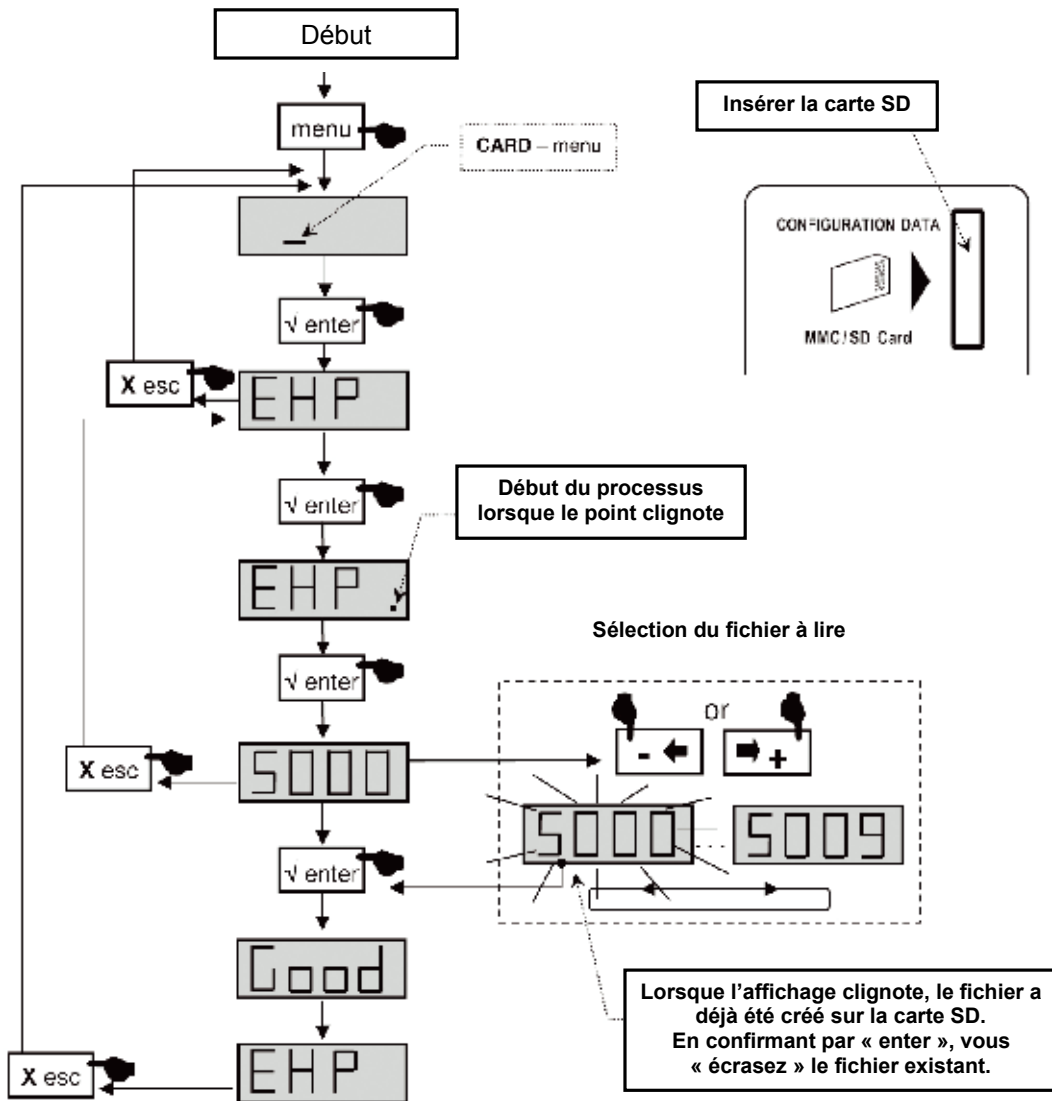 Début
menu
CARD – menu
Insérer la carte SD
CONFIGURATION DATA
MMC/SD Card
√ enter
X esc
EHP
√ enter
Début du processus
lorsque le point clignote
EHP.
√ enter
Sélection du fichier à lire
or
- +
X esc
S000
S000
S009
√ enter
Good
Lorsque l’affichage clignote, le fichier a
déjà été créé sur la carte SD.
En confirmant par « enter », vous
« écrasez » le fichier existant.
X esc
EHP